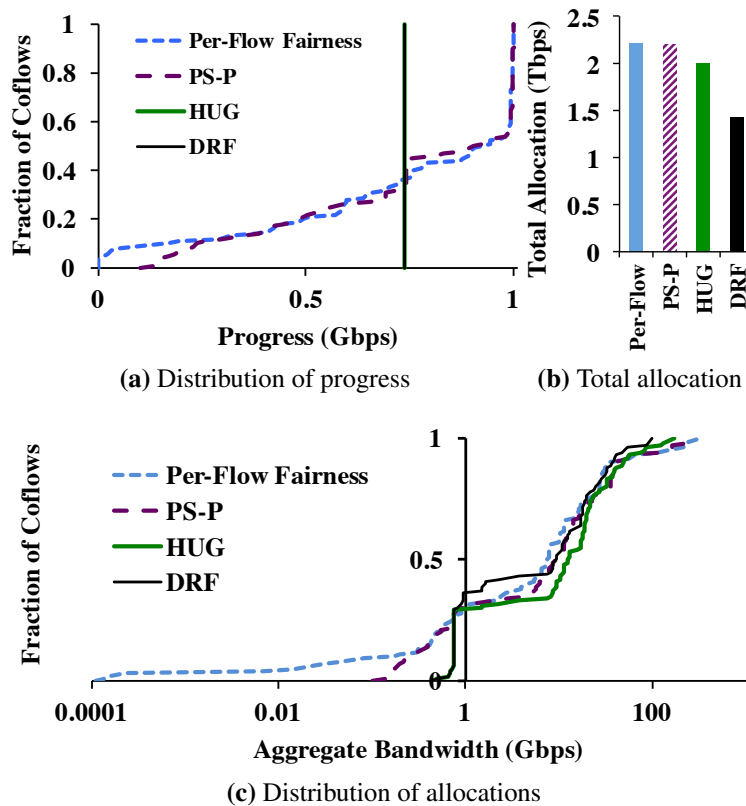 Fraction of Coflows
1
0.8
0.6
0.4
0.2
0
Per-Flow Fairness
PS-P
HUG
DRF
0
0.5
1
Progress (Gbps)
(a) Distribution of progress
Total Allocation (Tbps)
2.5
2
1.5
1
0.5
0
Per-Flow
PS-P
HUG
DRF
(b) Total allocation
Fraction of Coflows
Per-Flow Fairness
PS-P
HUG
DRF
1
0.5
0
0.0001
0.01
1
100
Aggregate Bandwidth (Gbps)
(c) Distribution of allocations